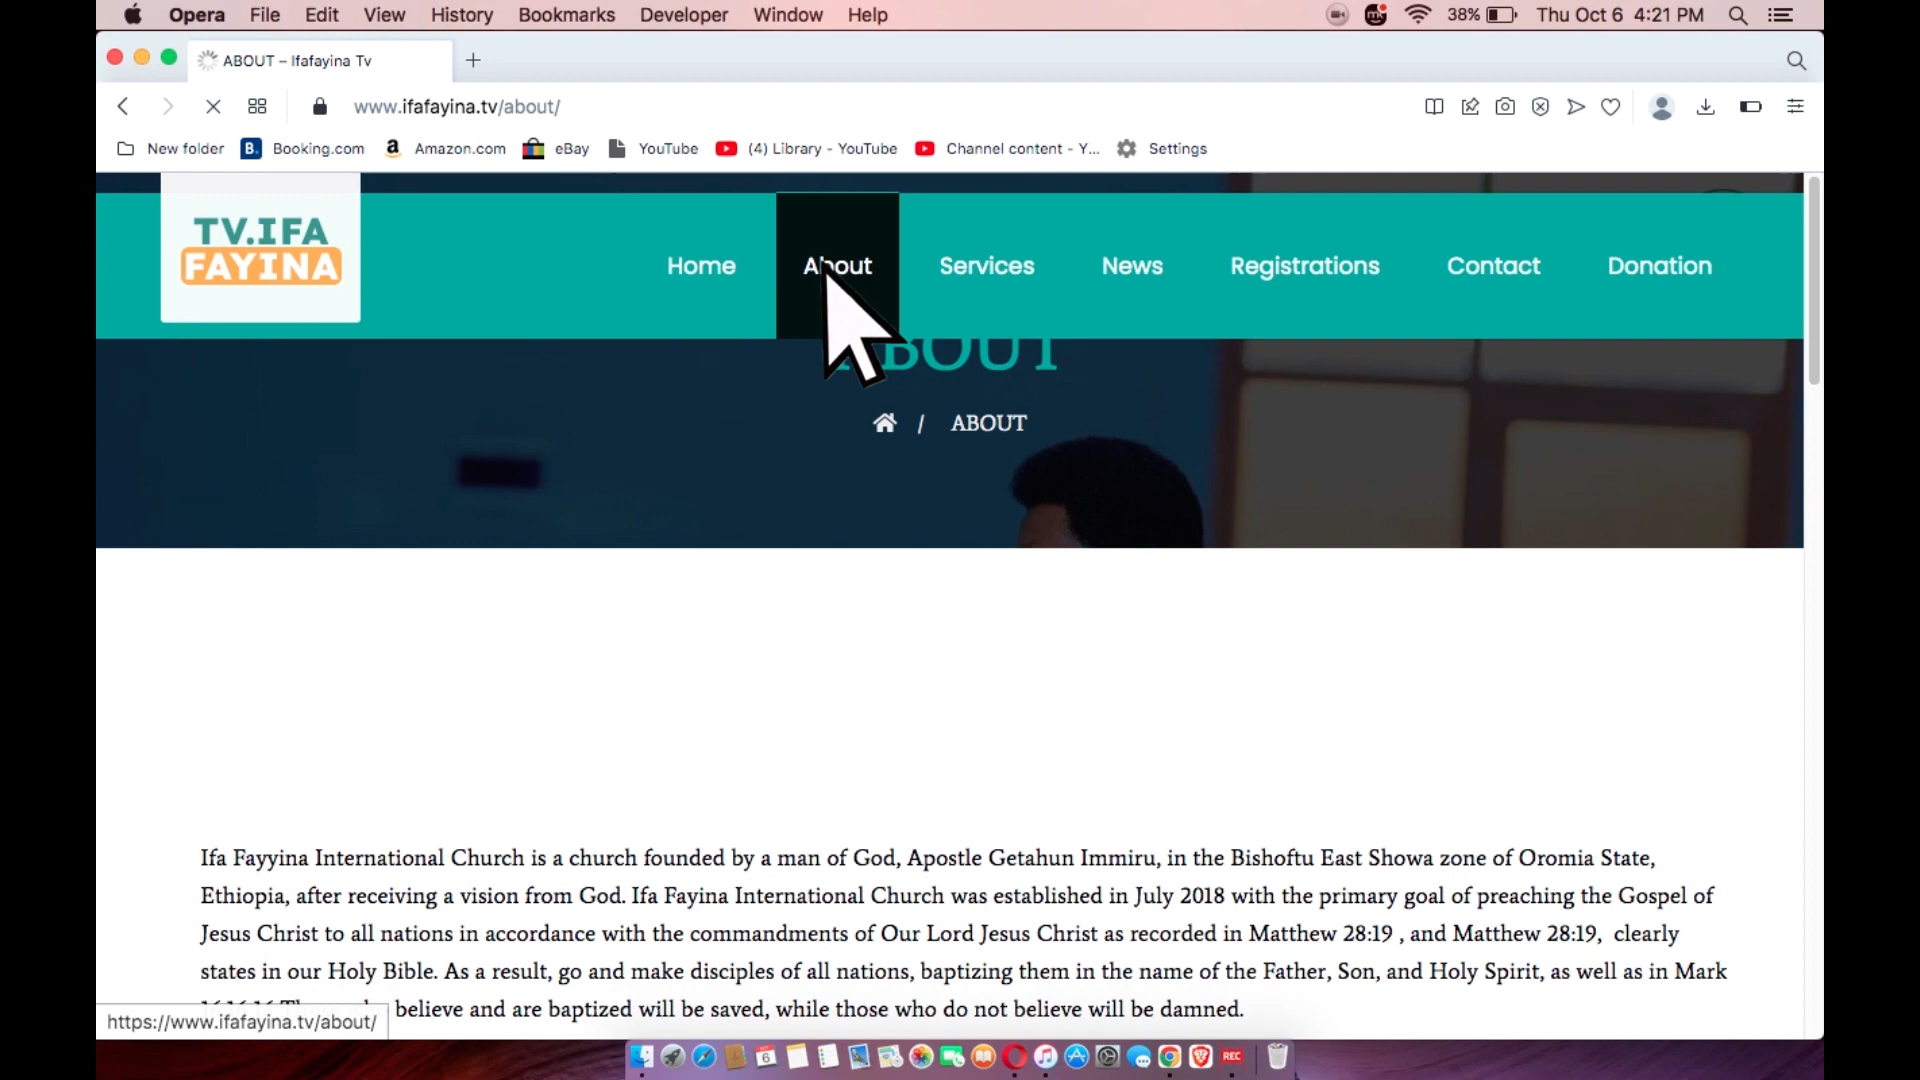 Opera File Edit View History Bookmarks Developer Window Help 38% Thu Oct 6 4:21 PM
ABOUT – Ifafayina Tv
www.ifafayina.tv/about/
New folder Booking.com Amazon.com eBay YouTube (4) Library - YouTube Channel content - Y... Settings
TV.IFA
FAYINA
Home About Services News Registrations Contact Donation
ABOUT
/ ABOUT
Ifa Fayyina International Church is a church founded by a man of God, Apostle Getahun Immiru, in the Bishoftu East Showa zone of Oromia State,
Ethiopia, after receiving a vision from God. Ifa Fayina International Church was established in July 2018 with the primary goal of preaching the Gospel of
Jesus Christ to all nations in accordance with the commandments of Our Lord Jesus Christ as recorded in Matthew 28:19 , and Matthew 28:19, clearly
states in our Holy Bible. As a result, go and make disciples of all nations, baptizing them in the name of the Father, Son, and Holy Spirit, as well as in Mark
believe and are baptized will be saved, while those who do not believe will be damned.
https://www.ifafayina.tv/about/
6
REC